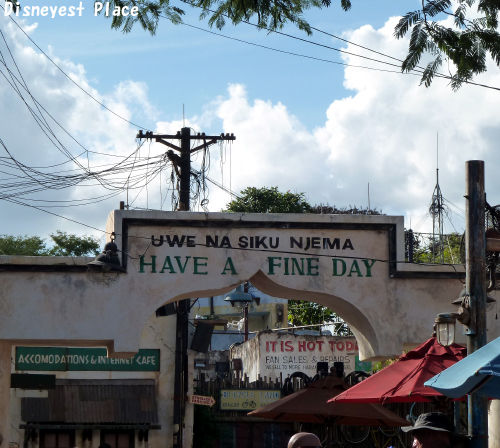 Disneyest Place
UWE NA SIKU NJEMA
HAVE A FINE DAY
IT IS HOT TODAY
FAN SALES & REPAIRS
ACCOMODATIONS & INTERNET CAFE